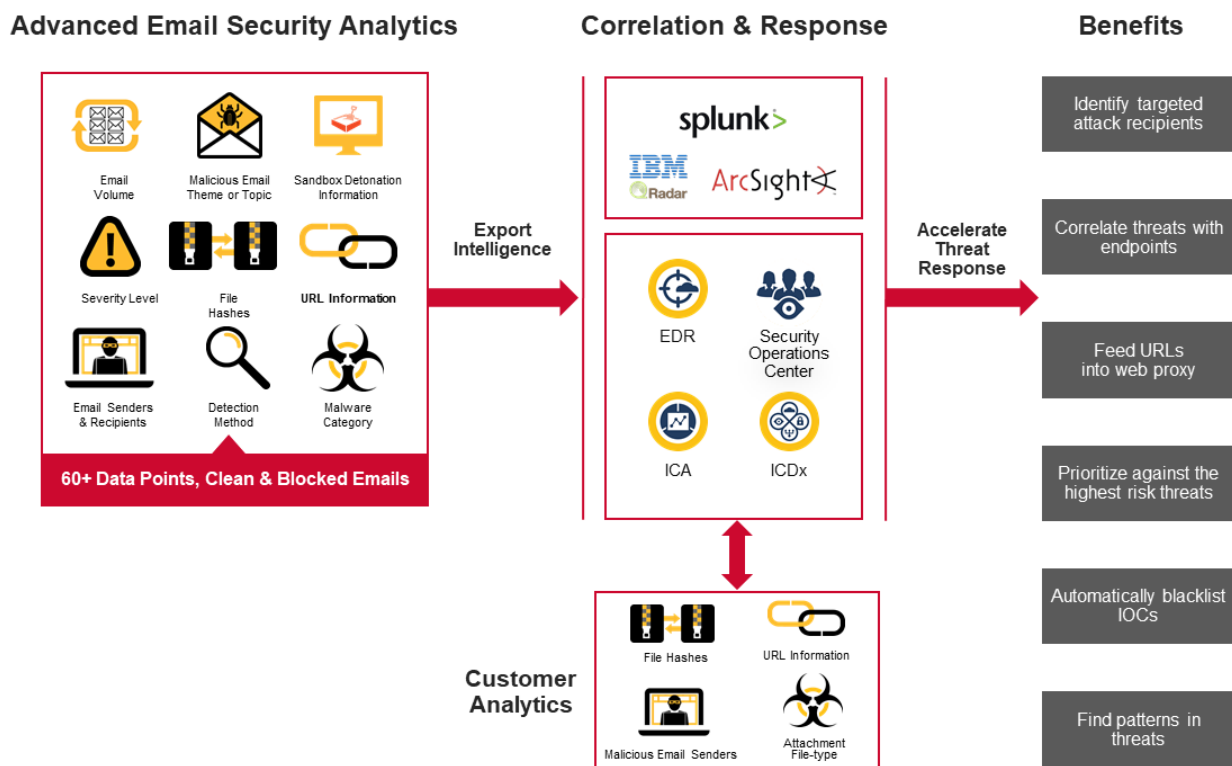 Advanced Email Security Analytics
Correlation & Response
Benefits
Email
Volume
Malicious Email
Theme or Topic
Sandbox Detonation
Information
Severity Level
File
Hashes
URL Information
Email Senders
& Recipients
Detection
Method
Malware
Category
60+ Data Points, Clean & Blocked Emails
Export
Intelligence
splunk>
IBM
QRadar
ArcSight
EDR
Security
Operations
Center
ICA
ICDx
Accelerate
Threat
Response
Customer
Analytics
File Hashes
URL Information
Malicious Email Senders
Attachment
File-type
Identify targeted
attack recipients
Correlate threats with
endpoints
Feed URLs
into web proxy
Prioritize against the
highest risk threats
Automatically blacklist
IOCs
Find patterns in
threats